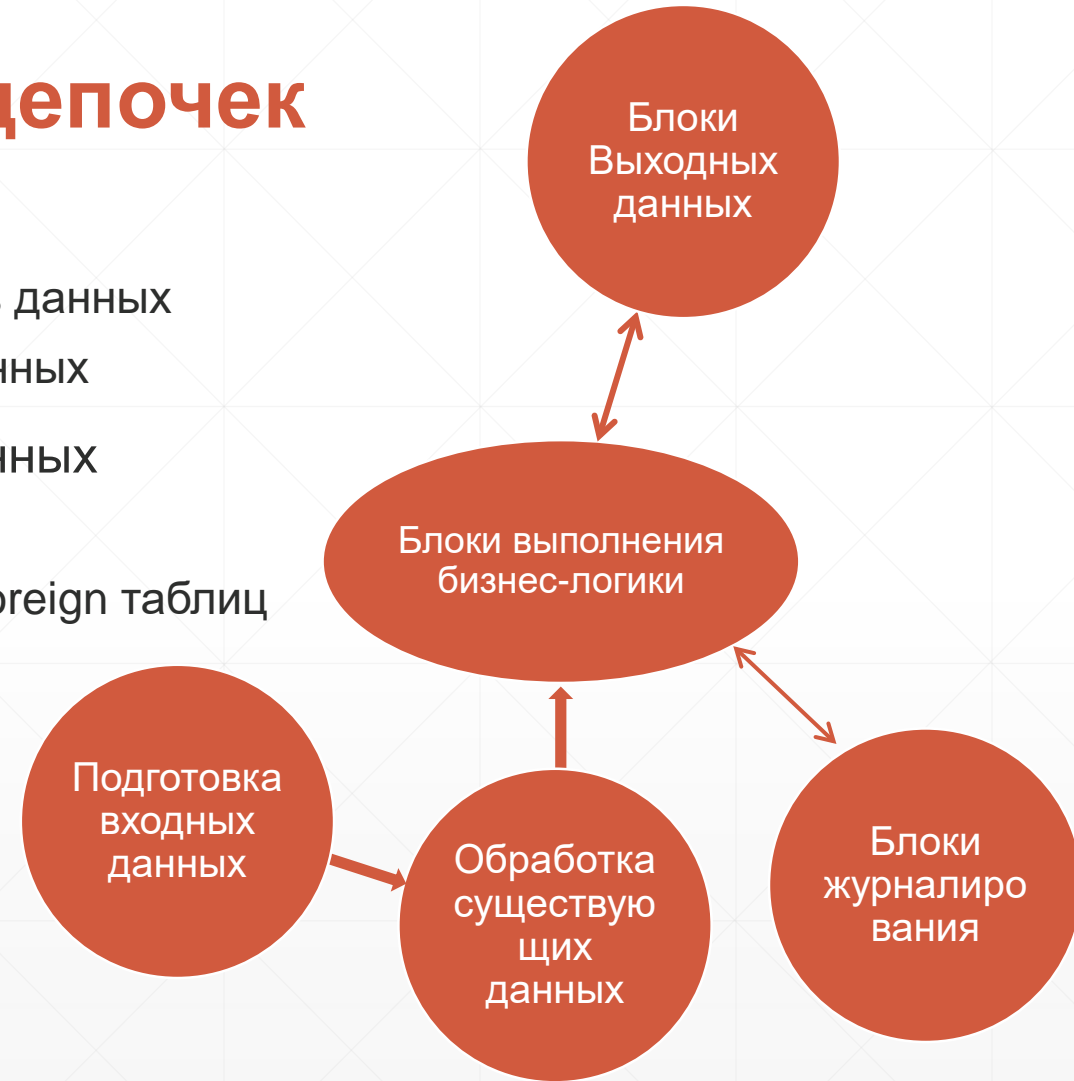 цепочек
данных
нных
нных
oreign таблиц
Блоки
Выходных
данных
Блоки выполнения
бизнес-логики
Подготовка
входных
данных
Обработка
существую
щих
данных
Блоки
журналиро
вания